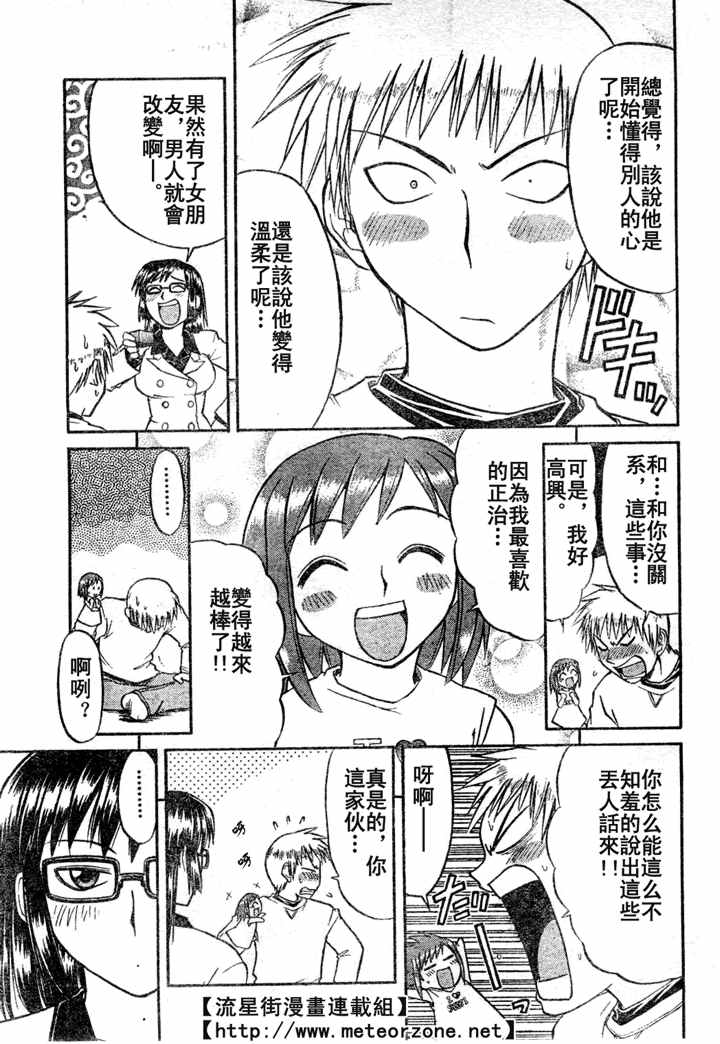 總覺得，該說他是
開始懂得別人的心
了呢…
還是該說他變得
溫柔了呢…
ドキッ
果然有了女朋
友，男人就會
改變啊—。
和…和你沒關
系，這些事…
可是，我好
高興。
因為我最喜歡
的正治…
變得越來
越棒了!!
………
啊咧？
你怎么能這么不
知羞的說出這些
丟人話來!!
呀啊——
真是的，你
這家伙…
呀
呀
………
【流星街漫畫連載組】
【http://www.meteorzone.net】